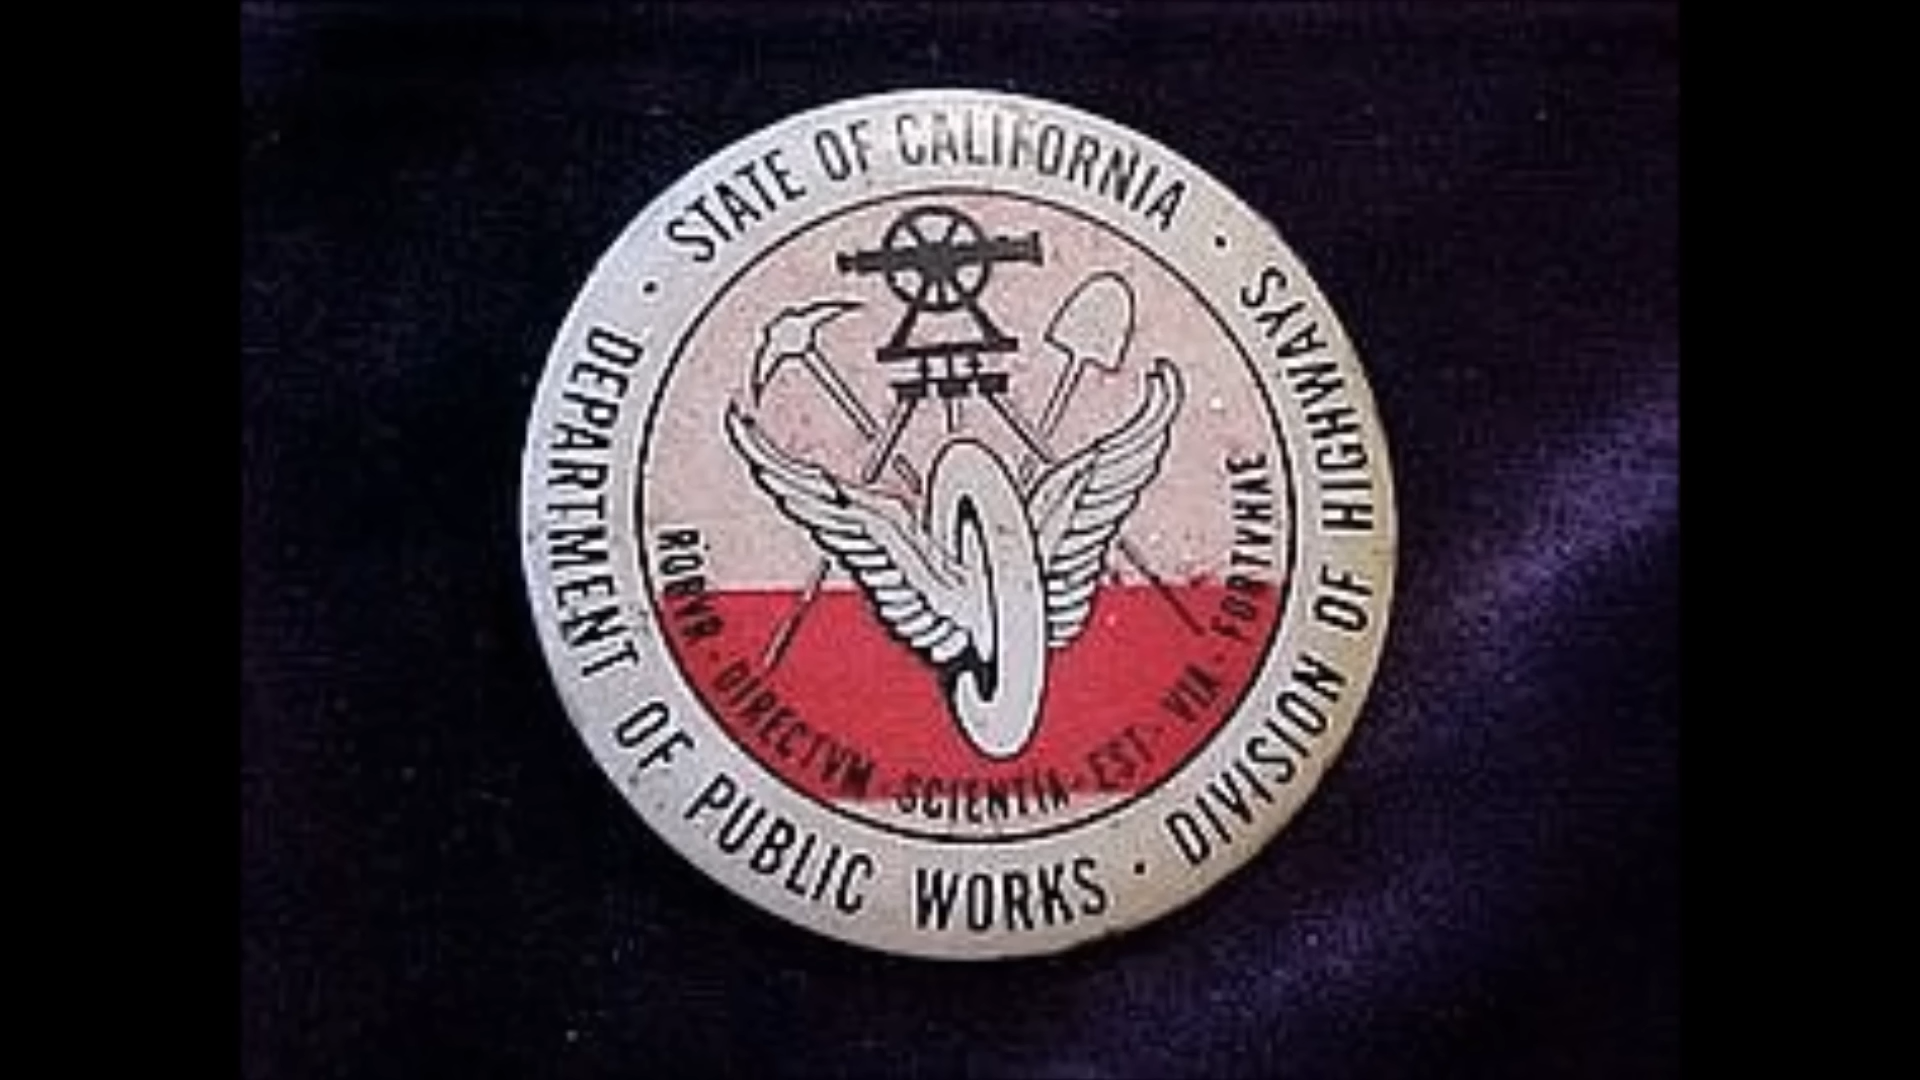 · STATE OF CALIFORNIA ·
DEPARTMENT OF PUBLIC WORKS · DIVISION OF HIGHWAYS
ROBVR · DIRECTVM · SCIENTIA · EST · VIA · FORTVNAE